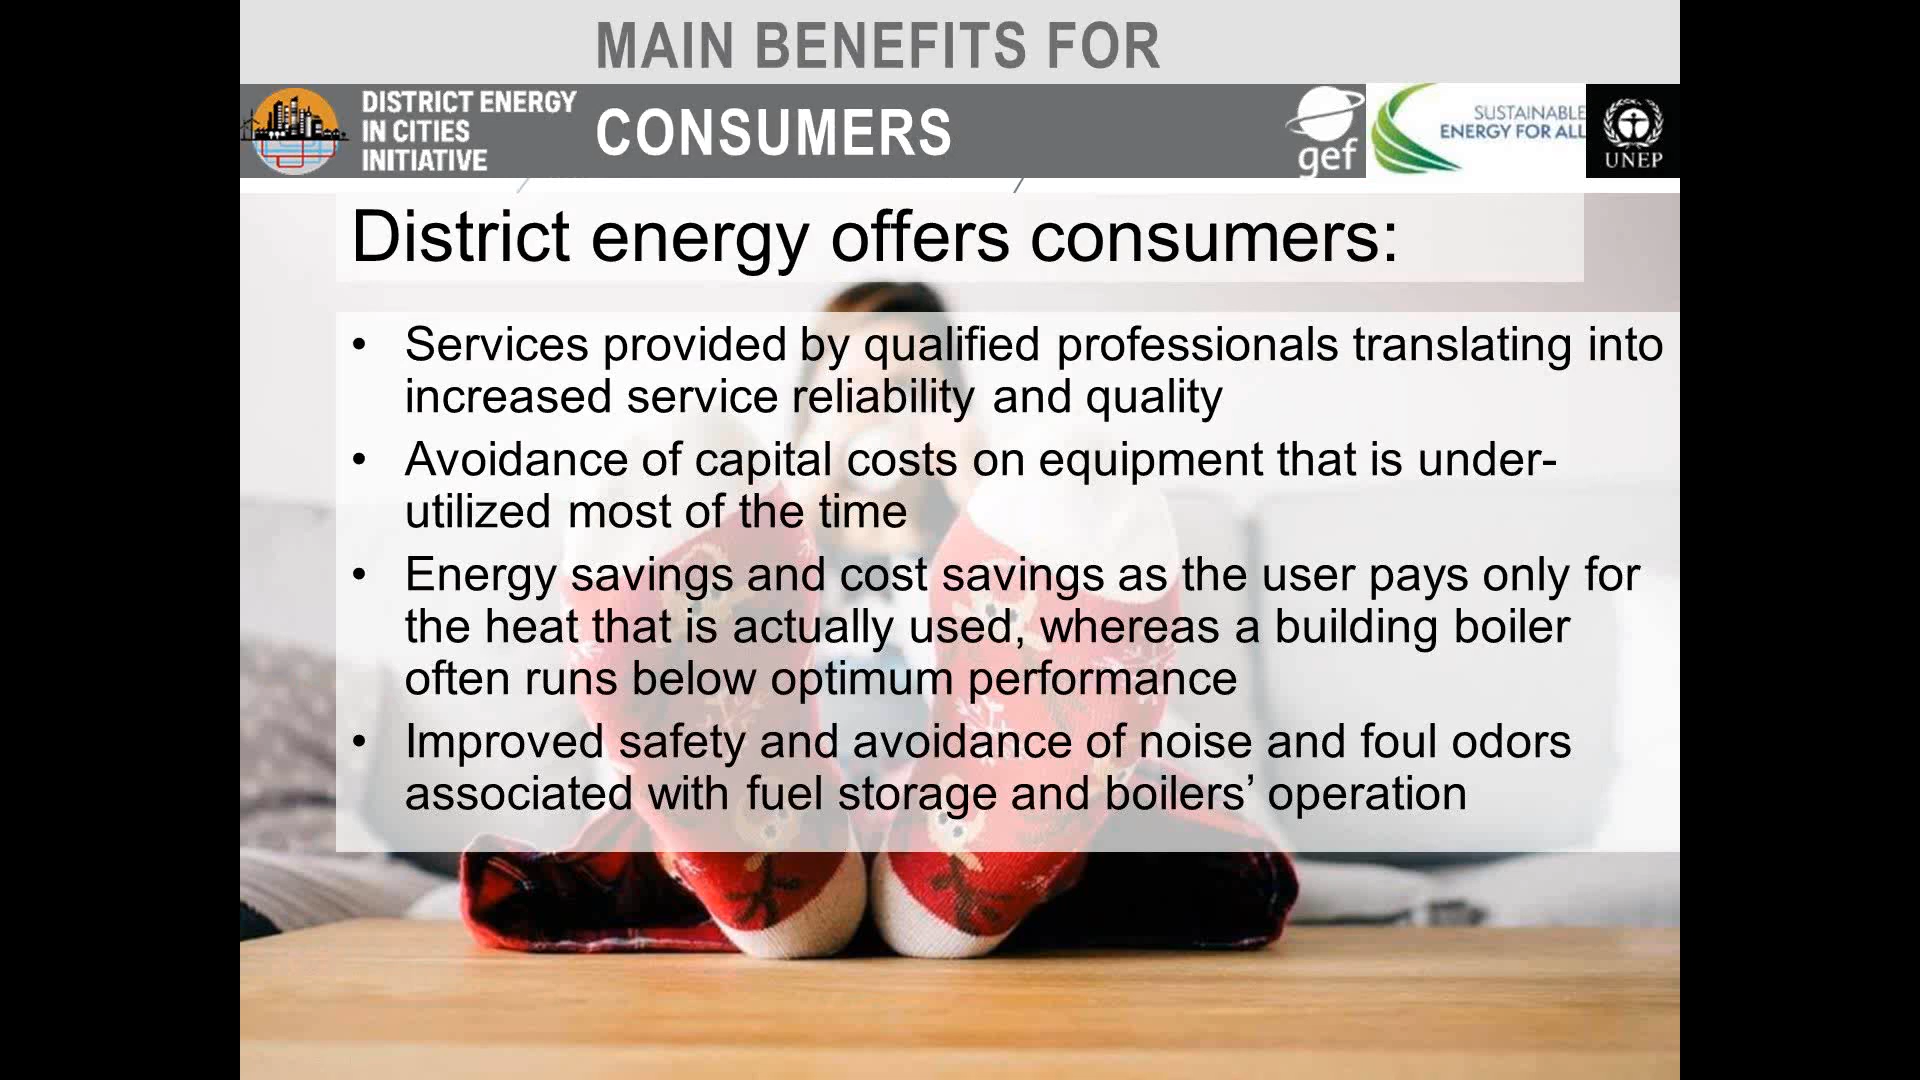 MAIN BENEFITS FOR
CONSUMERS
DISTRICT ENERGY
IN CITIES
INITIATIVE
gef
SUSTAINABLE
ENERGY FOR ALL
UNEP
District energy offers consumers:
• Services provided by qualified professionals translating into
increased service reliability and quality
• Avoidance of capital costs on equipment that is under-
utilized most of the time
• Energy savings and cost savings as the user pays only for
the heat that is actually used, whereas a building boiler
often runs below optimum performance
• Improved safety and avoidance of noise and foul odors
associated with fuel storage and boilers’ operation